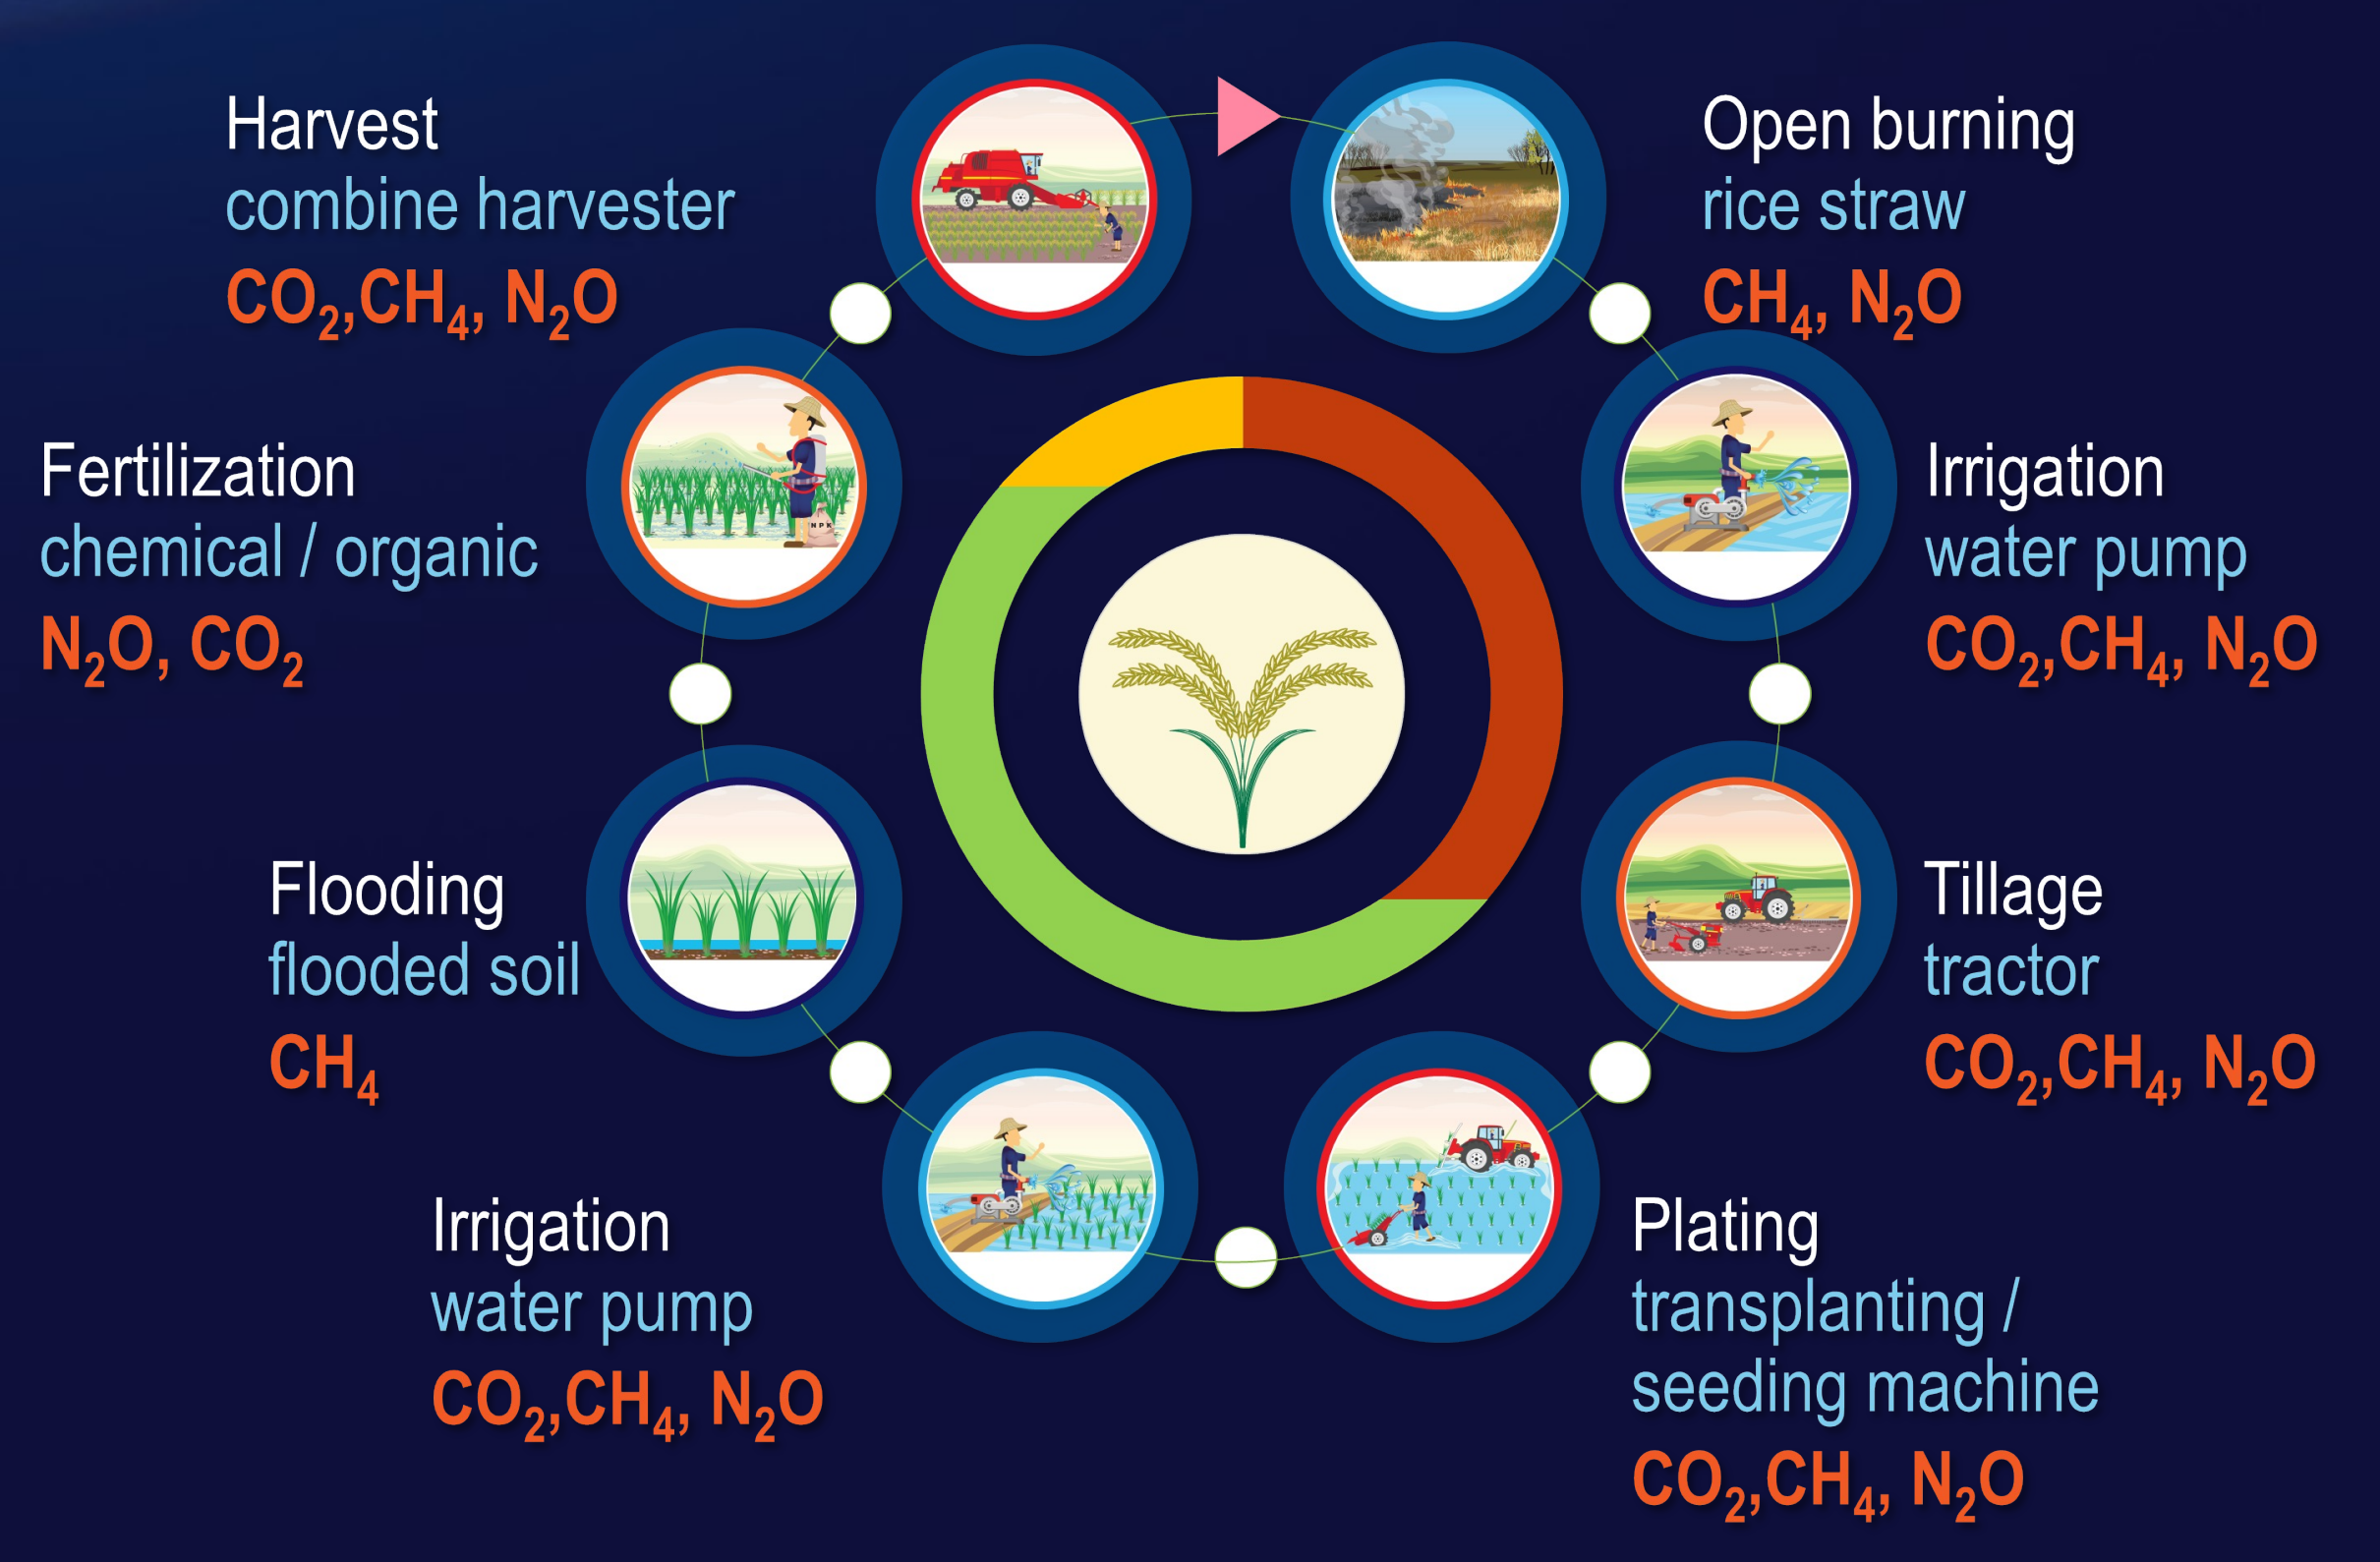 Harvest
combine harvester
CO₂,CH₄, N₂O
Open burning
rice straw
CH₄, N₂O
Fertilization
chemical / organic
N₂O, CO₂
NPK
Irrigation
water pump
CO₂,CH₄, N₂O
Flooding
flooded soil
CH₄
Tillage
tractor
CO₂,CH₄, N₂O
Irrigation
water pump
CO₂,CH₄, N₂O
Plating
transplanting /
seeding machine
CO₂,CH₄, N₂O